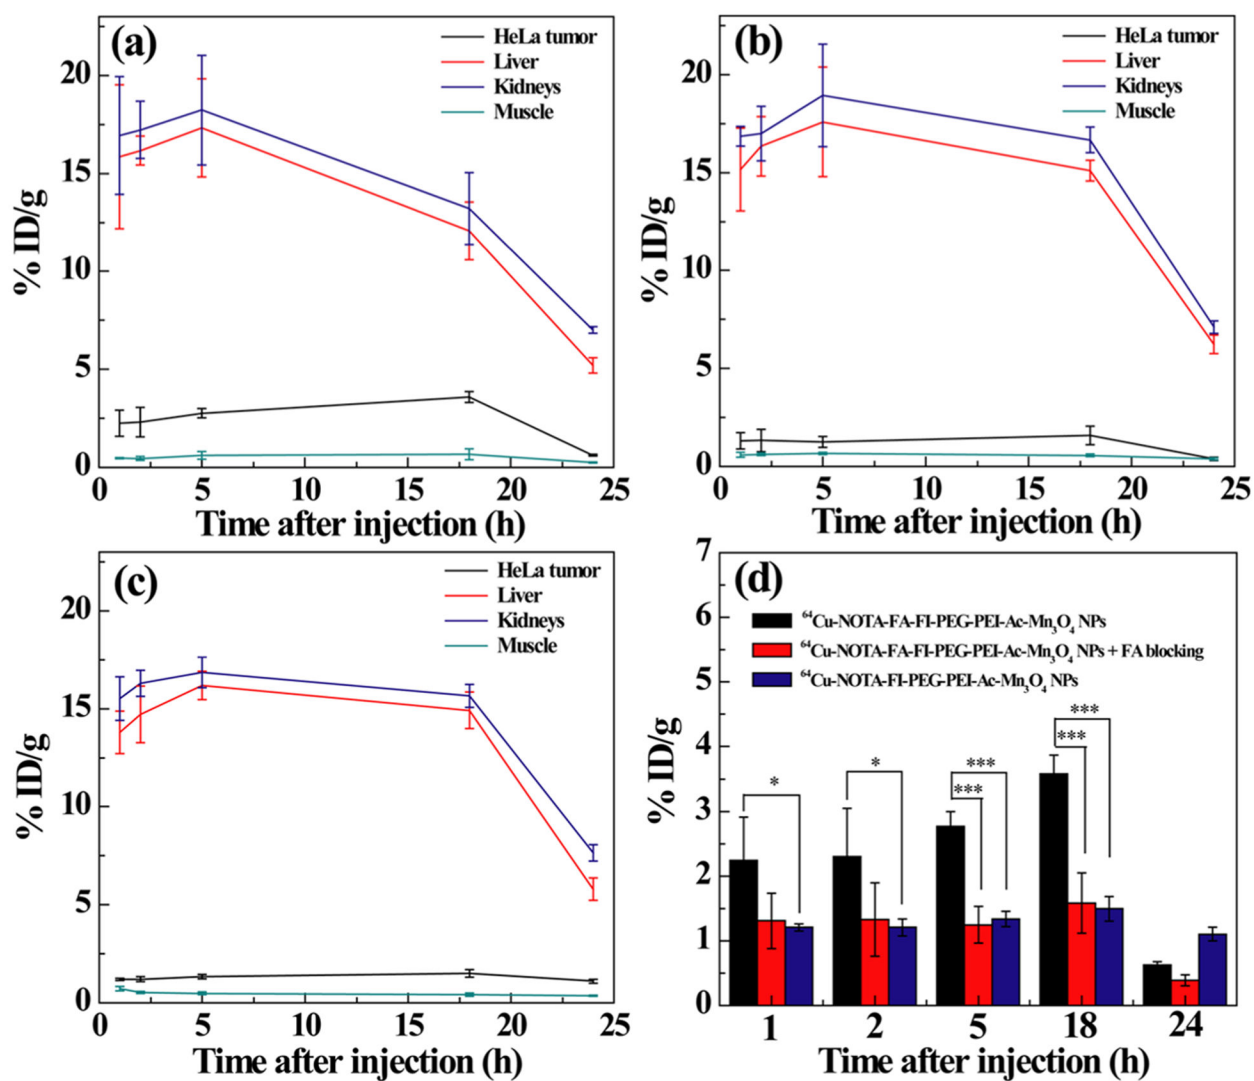 (a)
HeLa tumor
Liver
Kidneys
Muscle
% ID/g
20
15
10
5
0
0 5 10 15 20 25
Time after injection (h)
(b)
HeLa tumor
Liver
Kidneys
Muscle
% ID/g
20
15
10
5
0
0 5 10 15 20 25
Time after injection (h)
(c)
HeLa tumor
Liver
Kidneys
Muscle
% ID/g
20
15
10
5
0
0 5 10 15 20 25
Time after injection (h)
(d)
⁶⁴Cu-NOTA-FA-FI-PEG-PEI-Ac-Mn₃O₄ NPs
⁶⁴Cu-NOTA-FA-FI-PEG-PEI-Ac-Mn₃O₄ NPs + FA blocking
⁶⁴Cu-NOTA-FI-PEG-PEI-Ac-Mn₃O₄ NPs
% ID/g
7
6
5
4
3
2
1
0
*
*
***
***
***
***
1 2 5 18 24
Time after injection (h)